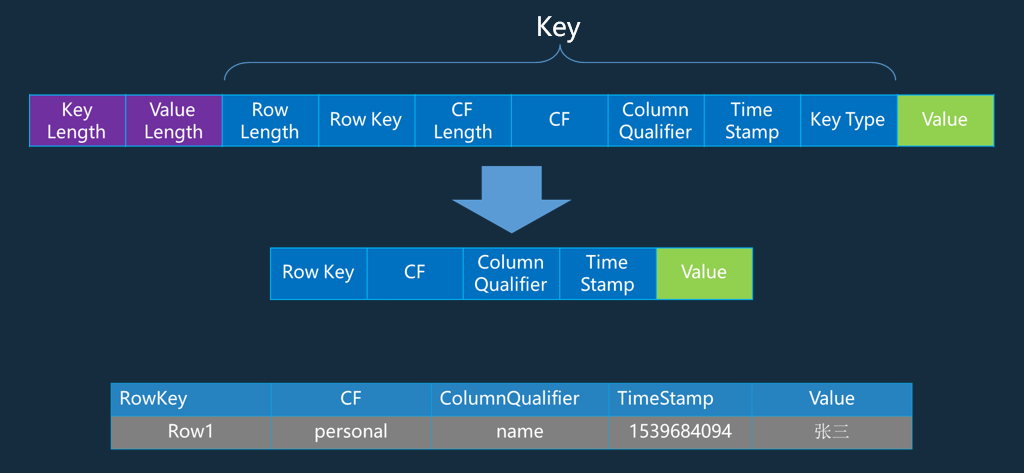 Key
Key Length
Value Length
Row Length
Row Key
CF Length
CF
Column Qualifier
Time Stamp
Key Type
Value
Row Key
CF
Column Qualifier
Time Stamp
Value
RowKey CF ColumnQualifier TimeStamp Value
Row1 personal name 1539684094 张三